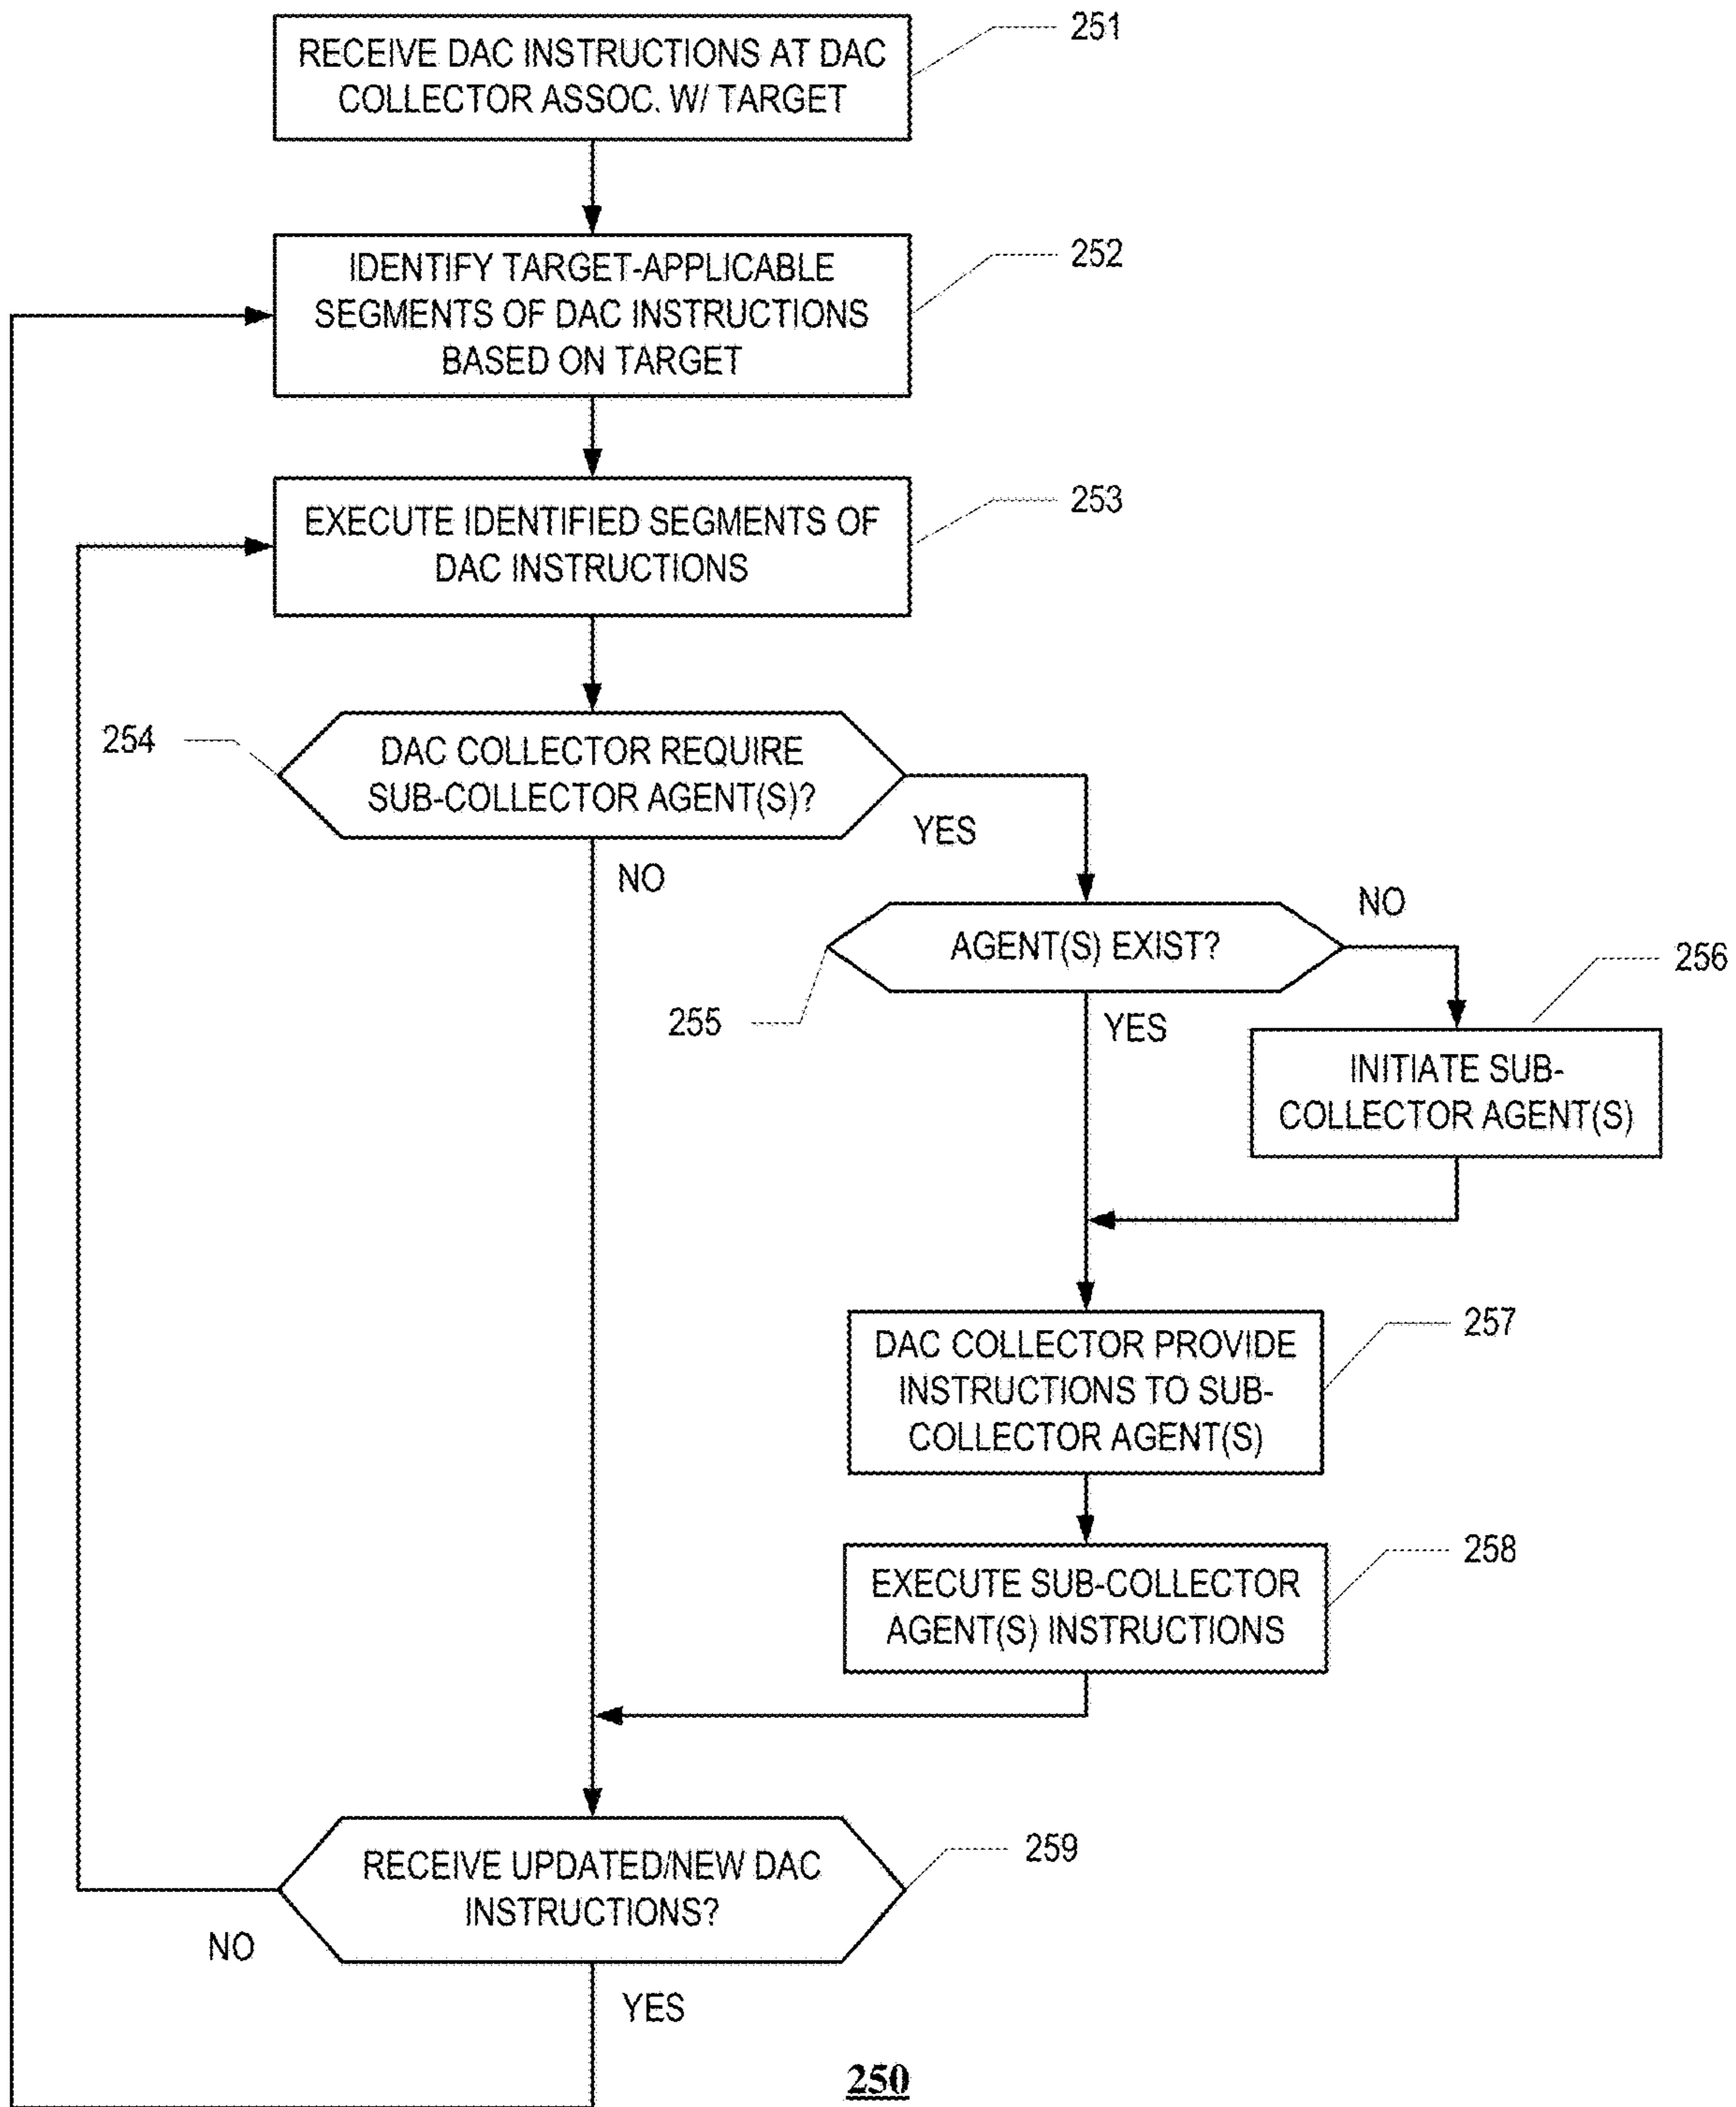 RECEIVE DAC INSTRUCTIONS AT DAC
COLLECTOR ASSOC. W/ TARGET
251
IDENTIFY TARGET-APPLICABLE
SEGMENTS OF DAC INSTRUCTIONS
BASED ON TARGET
252
EXECUTE IDENTIFIED SEGMENTS OF
DAC INSTRUCTIONS
253
254
DAC COLLECTOR REQUIRE
SUB-COLLECTOR AGENT(S)?
YES
NO
AGENT(S) EXIST?
NO
255
YES
256
INITIATE SUB-
COLLECTOR AGENT(S)
DAC COLLECTOR PROVIDE
INSTRUCTIONS TO SUB-
COLLECTOR AGENT(S)
257
EXECUTE SUB-COLLECTOR
AGENT(S) INSTRUCTIONS
258
RECEIVE UPDATED/NEW DAC
INSTRUCTIONS?
259
NO
YES
250